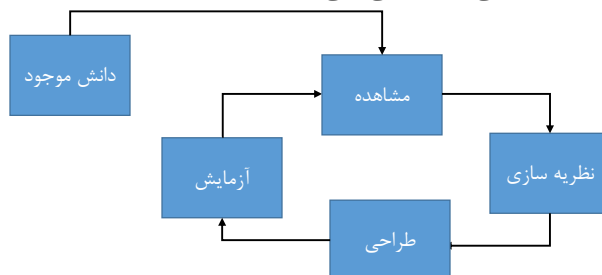 دانش موجود
مشاهده
نظریه سازی
طراحی
آزمایش